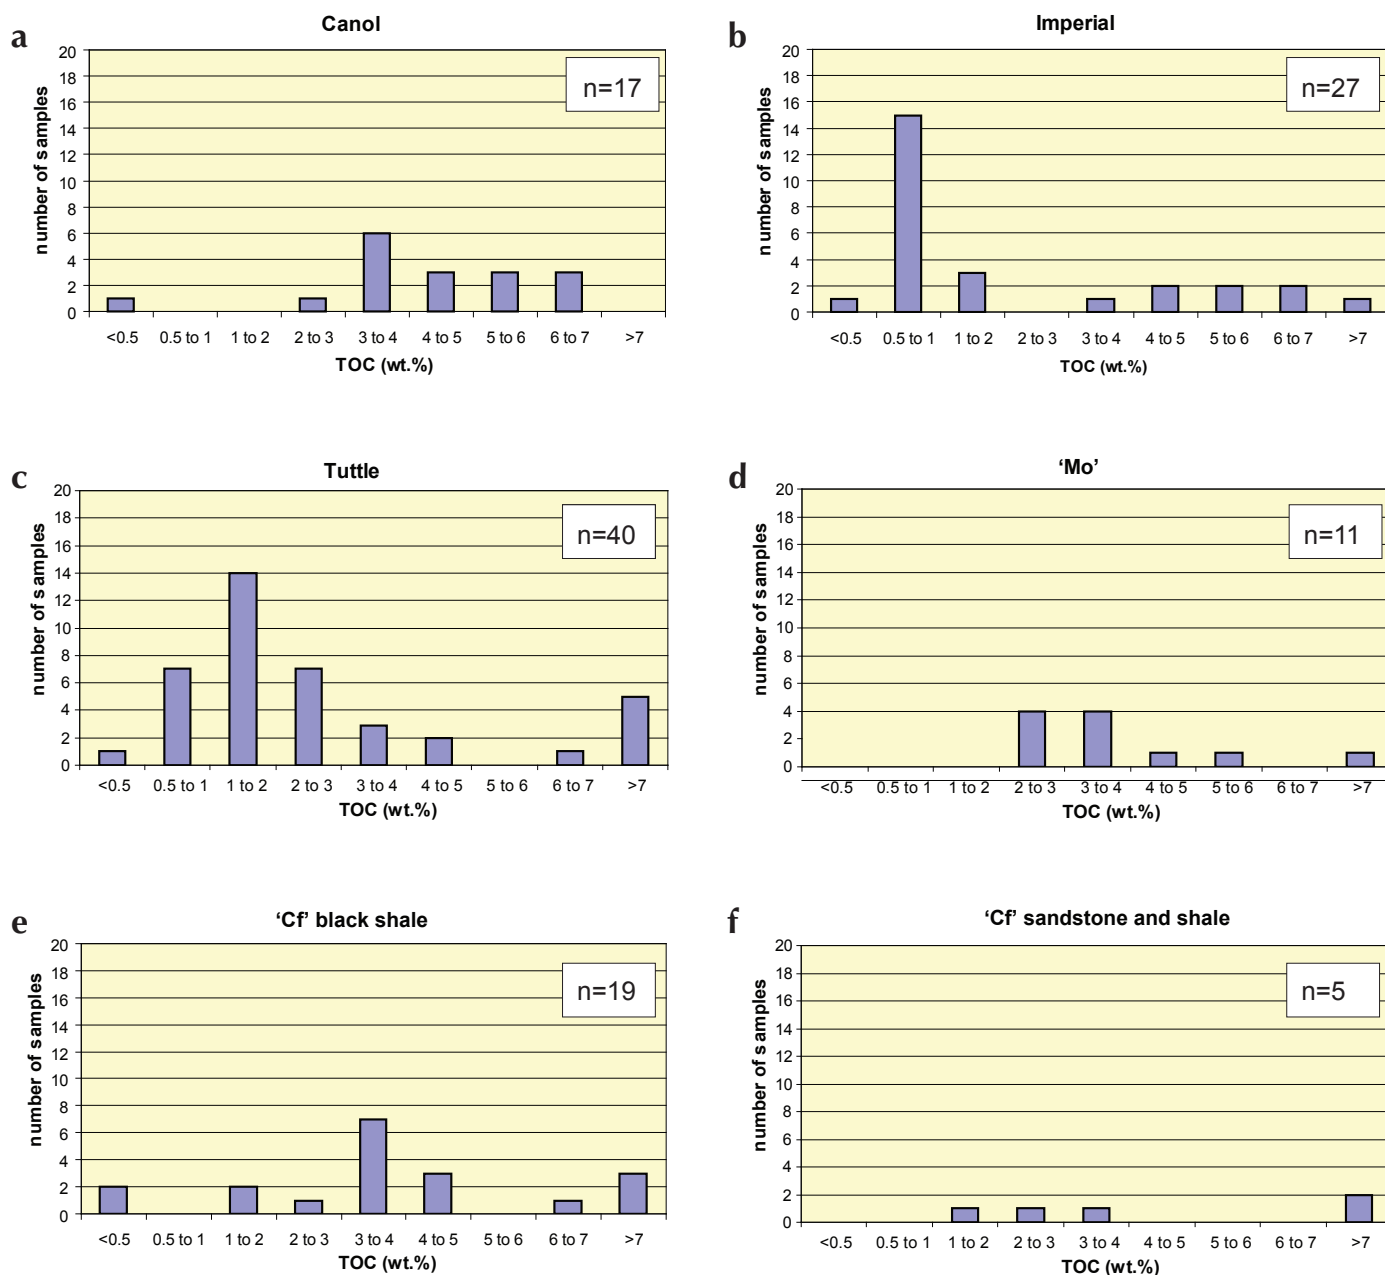 a
Canol
number of samples
20
18
16
14
12
10
8
6
4
2
0
n=17
<0.5 0.5 to 1 1 to 2 2 to 3 3 to 4 4 to 5 5 to 6 6 to 7 >7
TOC (wt.%)
b
Imperial
number of samples
20
18
16
14
12
10
8
6
4
2
0
n=27
<0.5 0.5 to 1 1 to 2 2 to 3 3 to 4 4 to 5 5 to 6 6 to 7 >7
TOC (wt.%)
c
Tuttle
number of samples
20
18
16
14
12
10
8
6
4
2
0
n=40
<0.5 0.5 to 1 1 to 2 2 to 3 3 to 4 4 to 5 5 to 6 6 to 7 >7
TOC (wt.%)
d
‘Mo’
number of samples
20
18
16
14
12
10
8
6
4
2
0
n=11
<0.5 0.5 to 1 1 to 2 2 to 3 3 to 4 4 to 5 5 to 6 6 to 7 >7
TOC (wt.%)
e
‘Cf’ black shale
number of samples
20
18
16
14
12
10
8
6
4
2
0
n=19
<0.5 0.5 to 1 1 to 2 2 to 3 3 to 4 4 to 5 5 to 6 6 to 7 >7
TOC (wt.%)
f
‘Cf’ sandstone and shale
number of samples
20
18
16
14
12
10
8
6
4
2
0
n=5
<0.5 0.5 to 1 1 to 2 2 to 3 3 to 4 4 to 5 5 to 6 6 to 7 >7
TOC (wt.%)